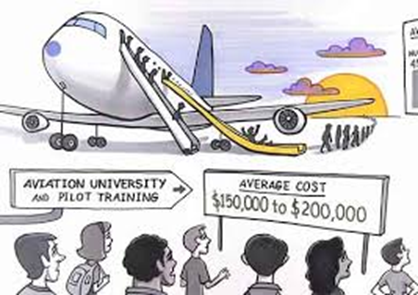 AVIATION UNIVERSITY
AND PILOT TRAINING
AVERAGE COST
$150,000 to $200,000